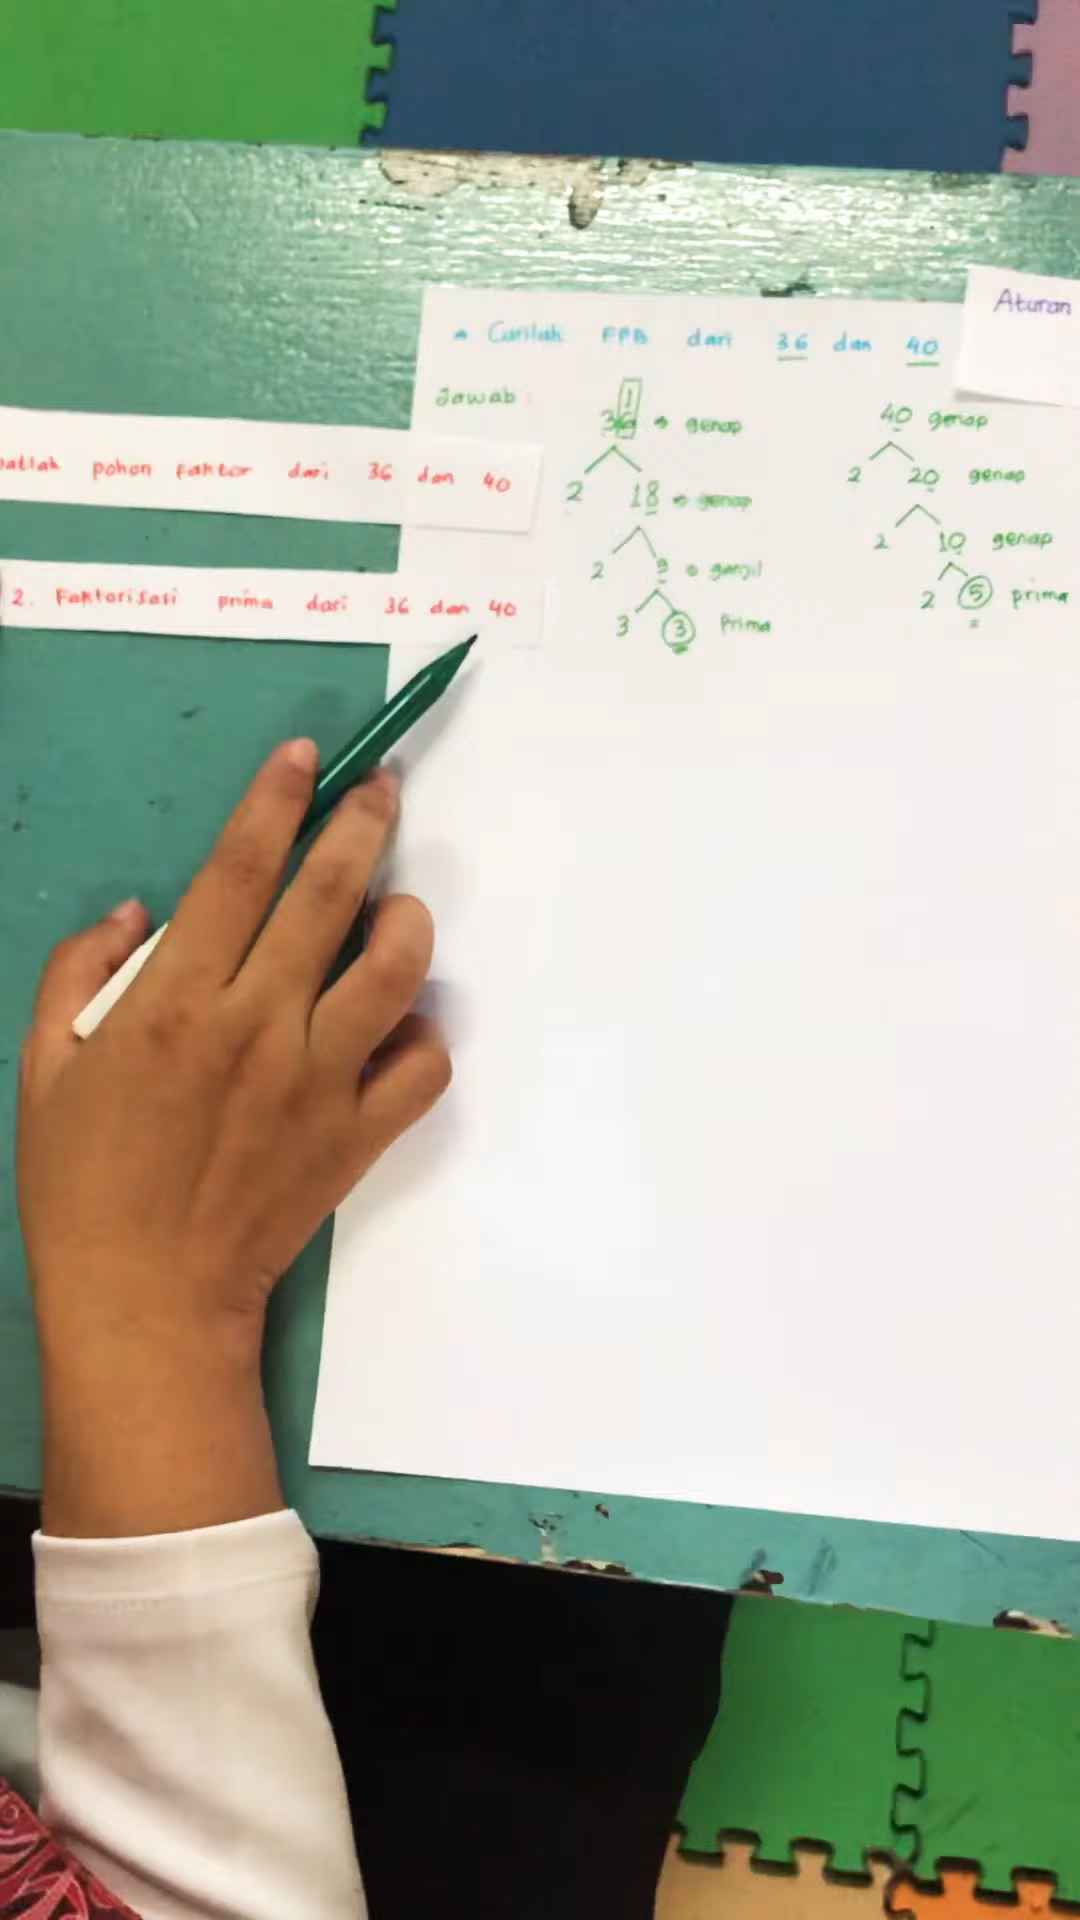 Aturan
→ Carilah FPB dari 36 dan 40
Jawab :
1
36 → genap
2 18 → genap
2 9 → ganjil
3 3 Prima
40 genap
2 20 genap
2 10 genap
2 5 prima
pohon Faktor dari 36 dan 40
2. Faktorisasi prima dari 36 dan 40